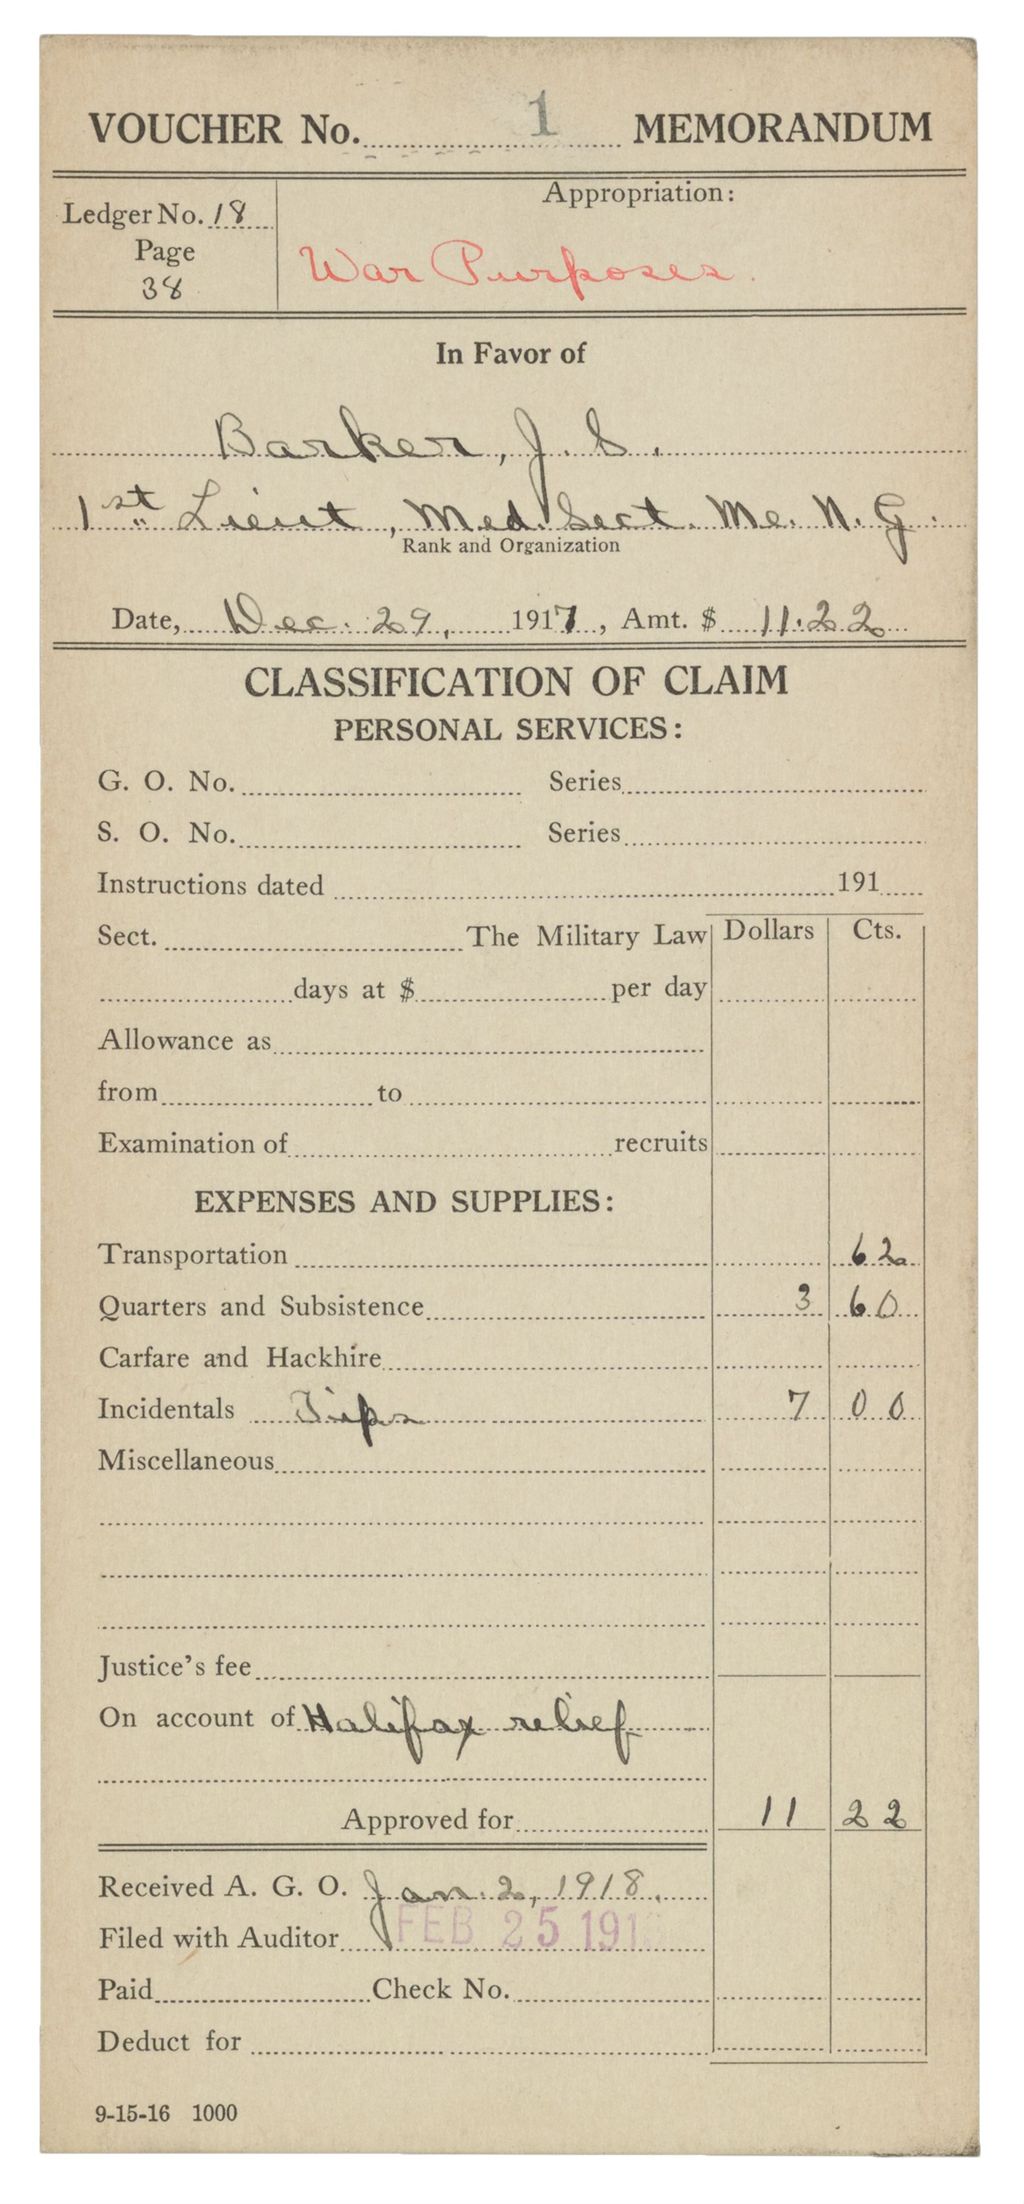 VOUCHER No. 1 MEMORANDUM
Ledger No. 18
Page
38
Appropriation:
War Purposes.
In Favor of
Barker, J. S.
1st Lieut, Med. Sect. Me. N. G.
Rank and Organization
Date, Dec. 29, 1917, Amt. $ 11.22
CLASSIFICATION OF CLAIM
PERSONAL SERVICES:
G. O. No. Series
S. O. No. Series
Instructions dated 191
Sect. The Military Law Dollars Cts.
days at $ per day
Allowance as
from to
Examination of recruits
EXPENSES AND SUPPLIES:
Transportation 62
Quarters and Subsistence 3 60
Carfare and Hackhire
Incidentals Tips 7 00
Miscellaneous
Justice's fee
On account of Halifax relief
Approved for 11 22
Received A. G. O. Jan. 2, 1918.
Filed with Auditor FEB 25 191
Paid Check No.
Deduct for
9-15-16 1000